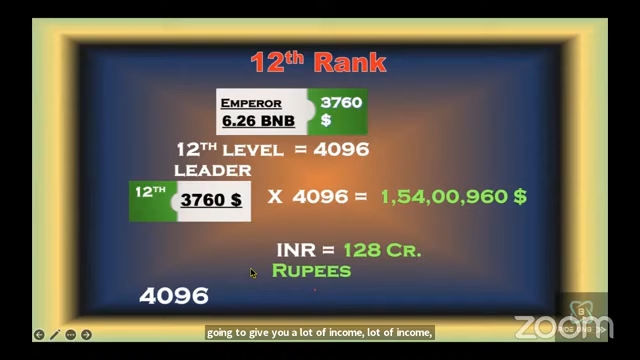 12th Rank
Emperor
6.26 BNB
3760
$
12th Level = 4096
Leader
12th
3760 $
X 4096 = 1,54,00,960 $
INR = 128 Cr.
Rupees
4096
going to give you a lot of income, lot of income,
zoom